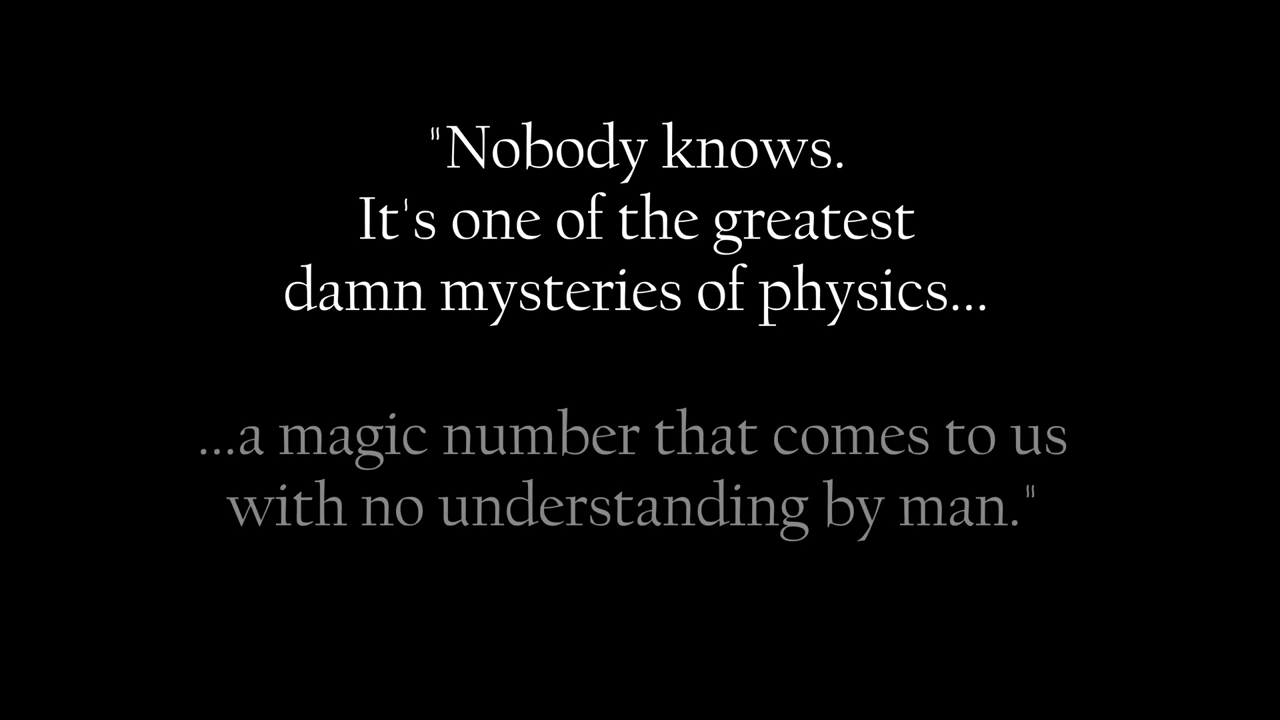 "Nobody knows.
It's one of the greatest
damn mysteries of physics...
...a magic number that comes to us
with no understanding by man."